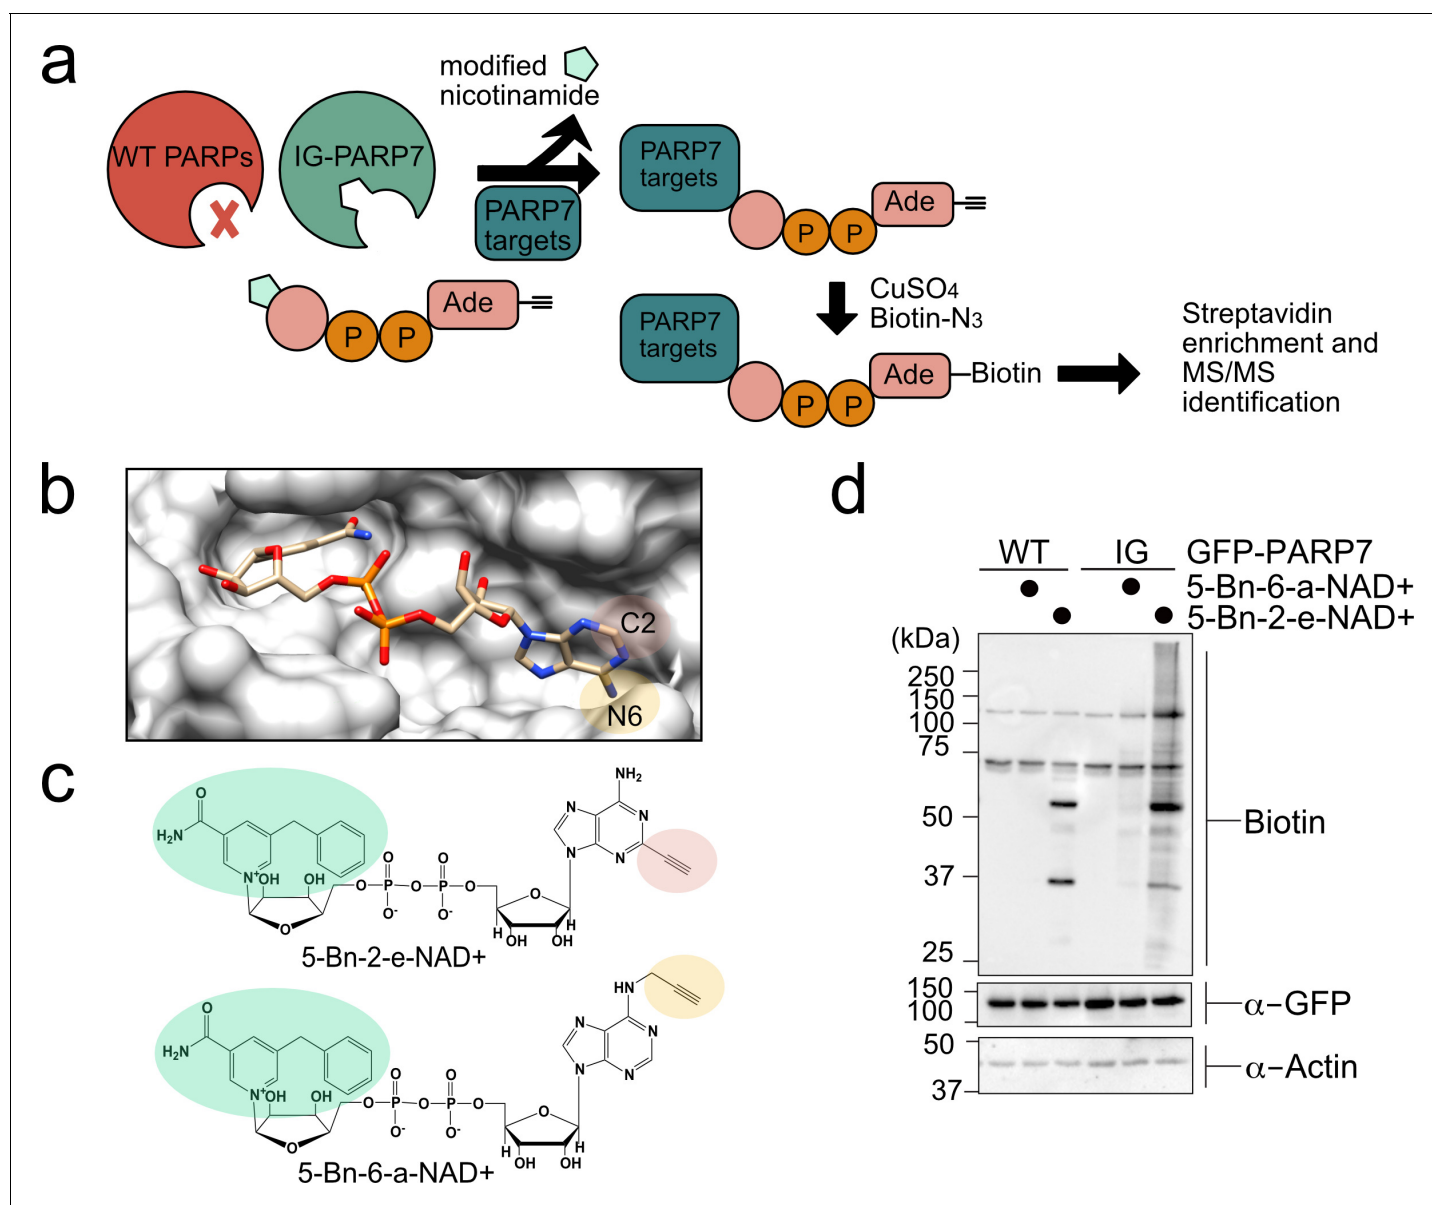 a
modified
nicotinamide
WT PARPs
IG-PARP7
PARP7
targets
PARP7
targets
P
P
Ade
P
P
Ade
CuSO4
Biotin-N3
PARP7
targets
P
P
Ade
Biotin
Streptavidin
enrichment and
MS/MS
identification
b
C2
N6
c
O
H2N
N+
OH
OH
O
O
P
O-
O
O
P
O-
O
O
H
OH
OH
H
O
N
N
N
N
NH2
5-Bn-2-e-NAD+
O
H2N
N+
OH
OH
O
O
P
O-
O
O
P
O-
O
O
H
OH
OH
H
O
N
N
N
N
HN
5-Bn-6-a-NAD+
d
WT IG GFP-PARP7
5-Bn-6-a-NAD+
5-Bn-2-e-NAD+
(kDa)
250
150
100
75
50
37
25
Biotin
150
100
α-GFP
50
37
α-Actin